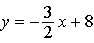 y = −3/2 x + 8